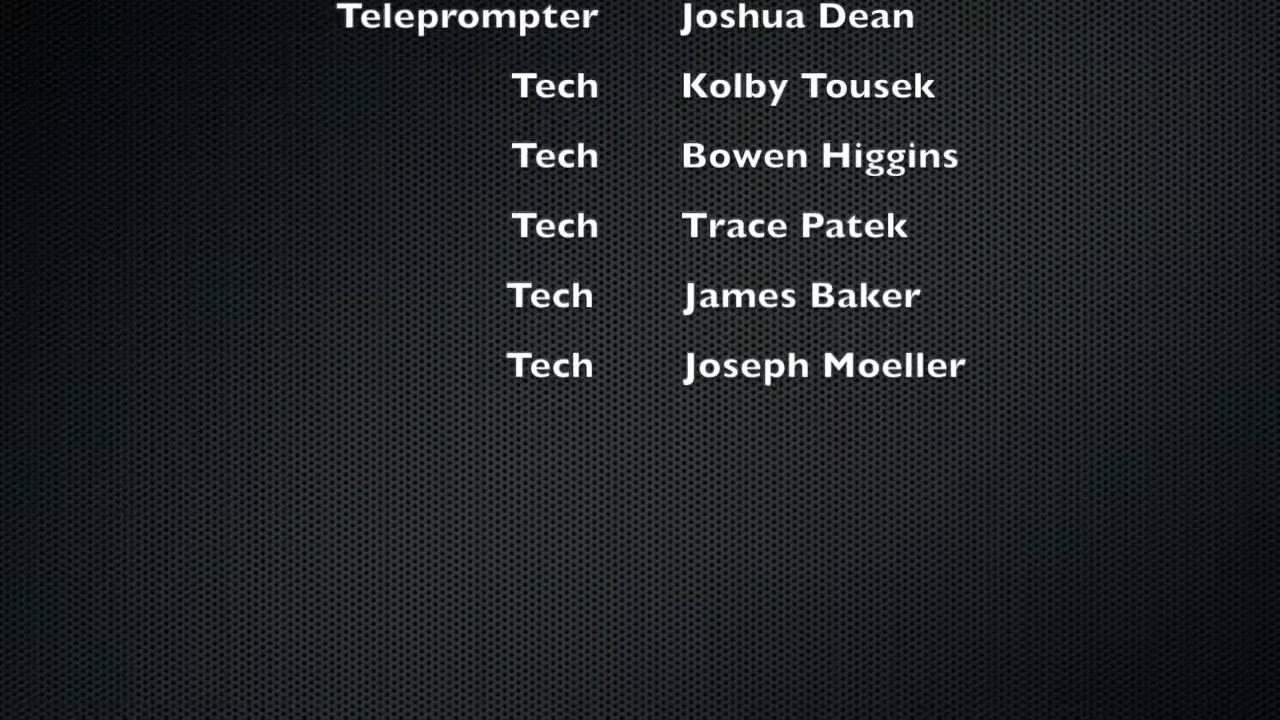 Teleprompter Joshua Dean
Tech Kolby Tousek
Tech Bowen Higgins
Tech Trace Patek
Tech James Baker
Tech Joseph Moeller